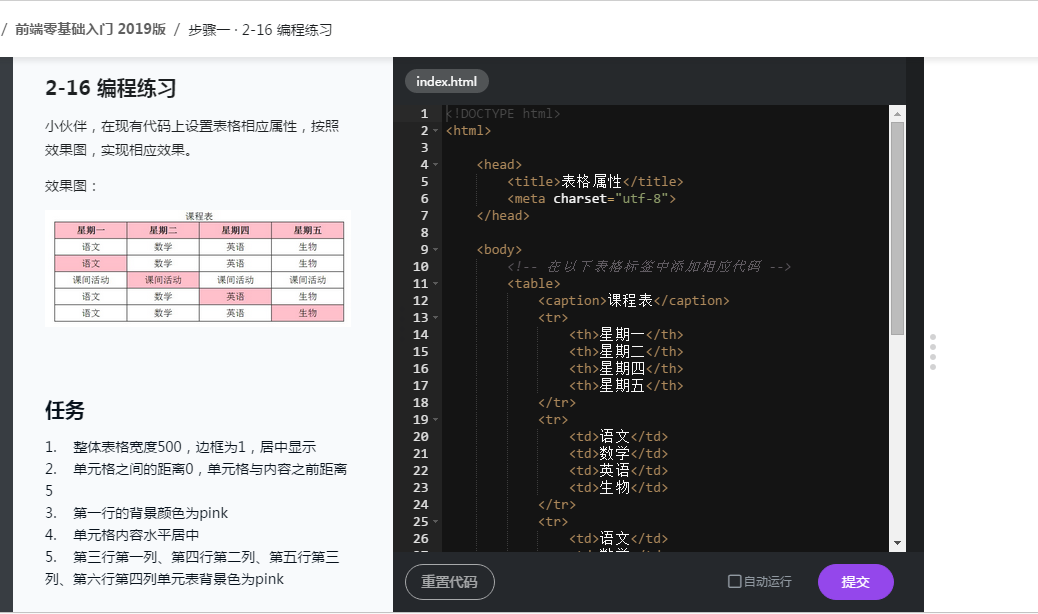 / 前端零基础入门 2019版 / 步骤一 · 2-16 编程练习
2-16 编程练习
小伙伴，在现有代码上设置表格相应属性，按照
效果图，实现相应效果。
效果图：
课程表
星期一 星期二 星期四 星期五
语文 数学 英语 生物
语文 数学 英语 生物
课间活动 课间活动 课间活动 课间活动
语文 数学 英语 生物
语文 数学 英语 生物
任务
1. 整体表格宽度500，边框为1，居中显示
2. 单元格之间的距离0，单元格与内容之前距离
5
3. 第一行的背景颜色为pink
4. 单元格内容水平居中
5. 第三行第一列、第四行第二列、第五行第三
列、第六行第四列单元表背景色为pink
index.html
1 <!DOCTYPE html>
2 <html>
3
4 <head>
5 <title>表格属性</title>
6 <meta charset="utf-8">
7 </head>
8
9 <body>
10 <!-- 在以下表格标签中添加相应代码 -->
11 <table>
12 <caption>课程表</caption>
13 <tr>
14 <th>星期一</th>
15 <th>星期二</th>
16 <th>星期四</th>
17 <th>星期五</th>
18 </tr>
19 <tr>
20 <td>语文</td>
21 <td>数学</td>
22 <td>英语</td>
23 <td>生物</td>
24 </tr>
25 <tr>
26 <td>语文</td>
重置代码
自动运行
提交